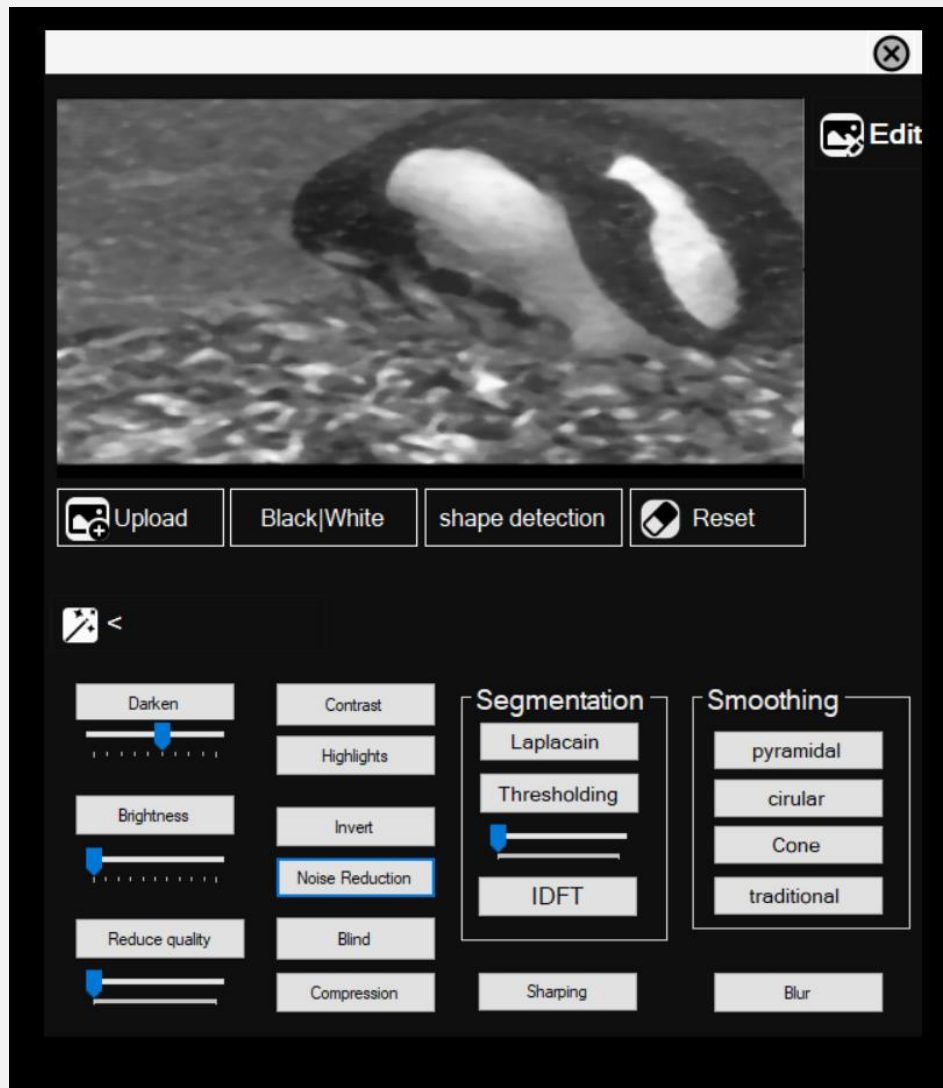 Edit
Upload
Black|White
shape detection
Reset
<
Darken
Contrast
Highlights
Brightness
Invert
Noise Reduction
Reduce quality
Blind
Compression
Segmentation
Laplacain
Thresholding
IDFT
Sharping
Smoothing
pyramidal
cirular
Cone
traditional
Blur